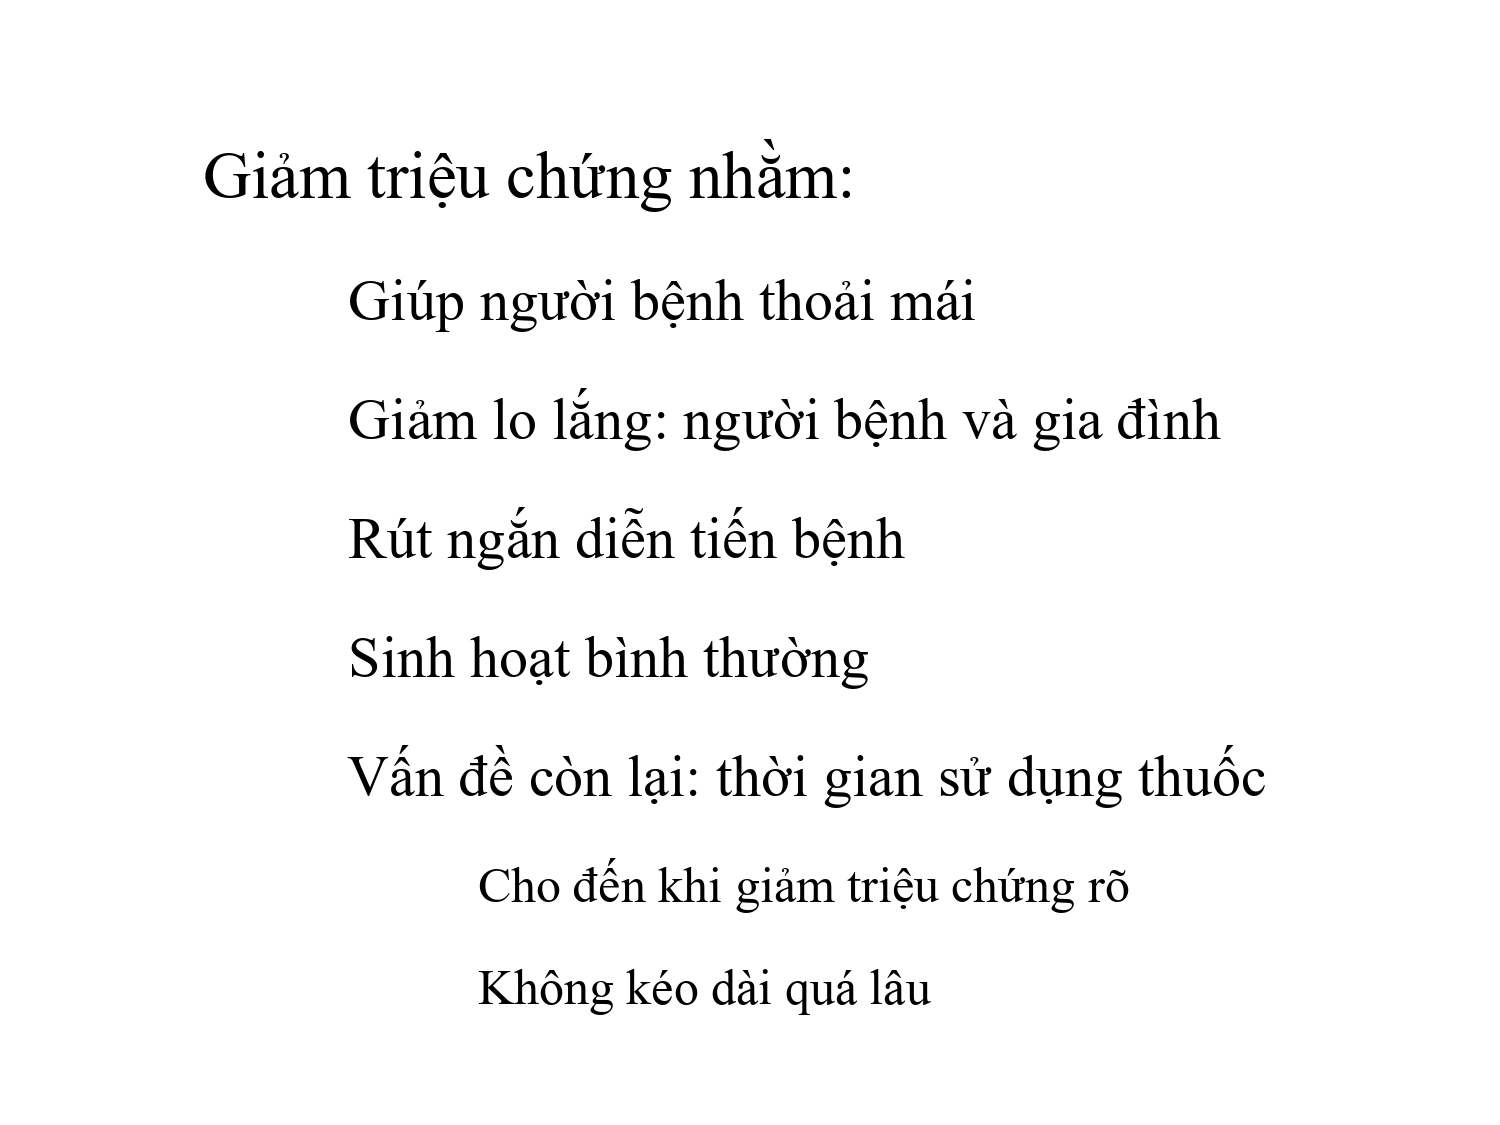 Giảm triệu chứng nhằm:
Giúp người bệnh thoải mái
Giảm lo lắng: người bệnh và gia đình
Rút ngắn diễn tiến bệnh
Sinh hoạt bình thường
Vấn đề còn lại: thời gian sử dụng thuốc
Cho đến khi giảm triệu chứng rõ
Không kéo dài quá lâu